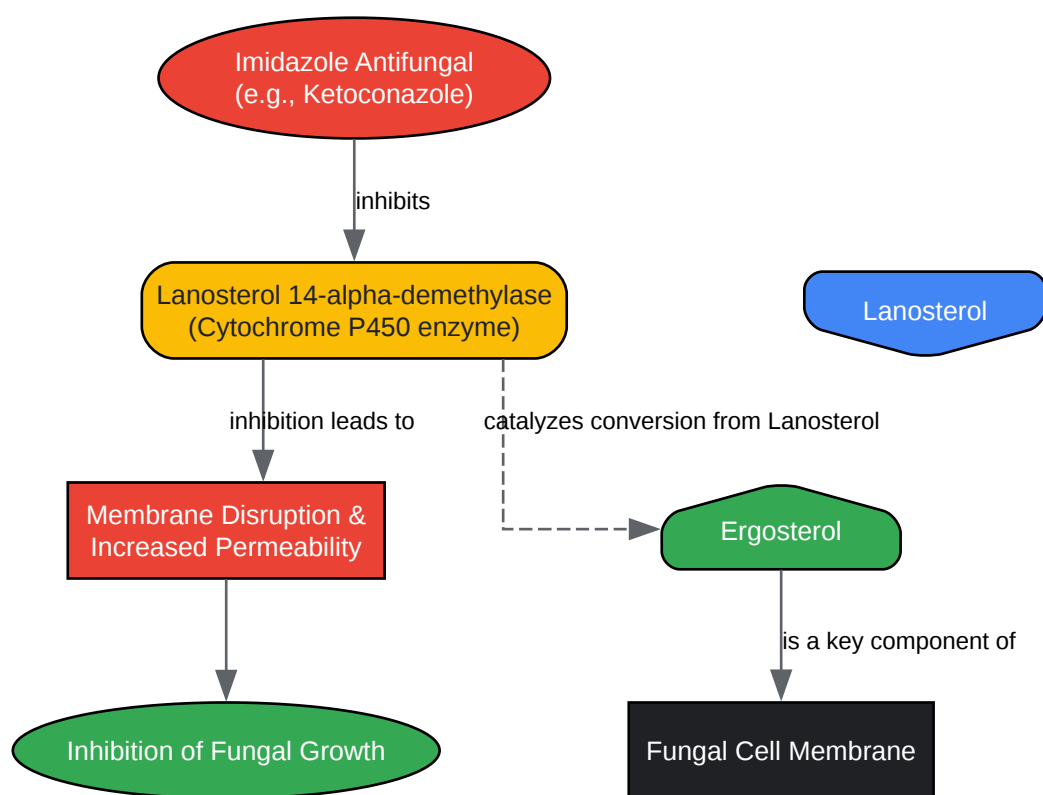 Imidazole Antifungal
(e.g., Ketoconazole)
inhibits
Lanosterol 14-alpha-demethylase
(Cytochrome P450 enzyme)
Lanosterol
inhibition leads to
catalyzes conversion from Lanosterol
Membrane Disruption &
Increased Permeability
Ergosterol
is a key component of
Inhibition of Fungal Growth
Fungal Cell Membrane